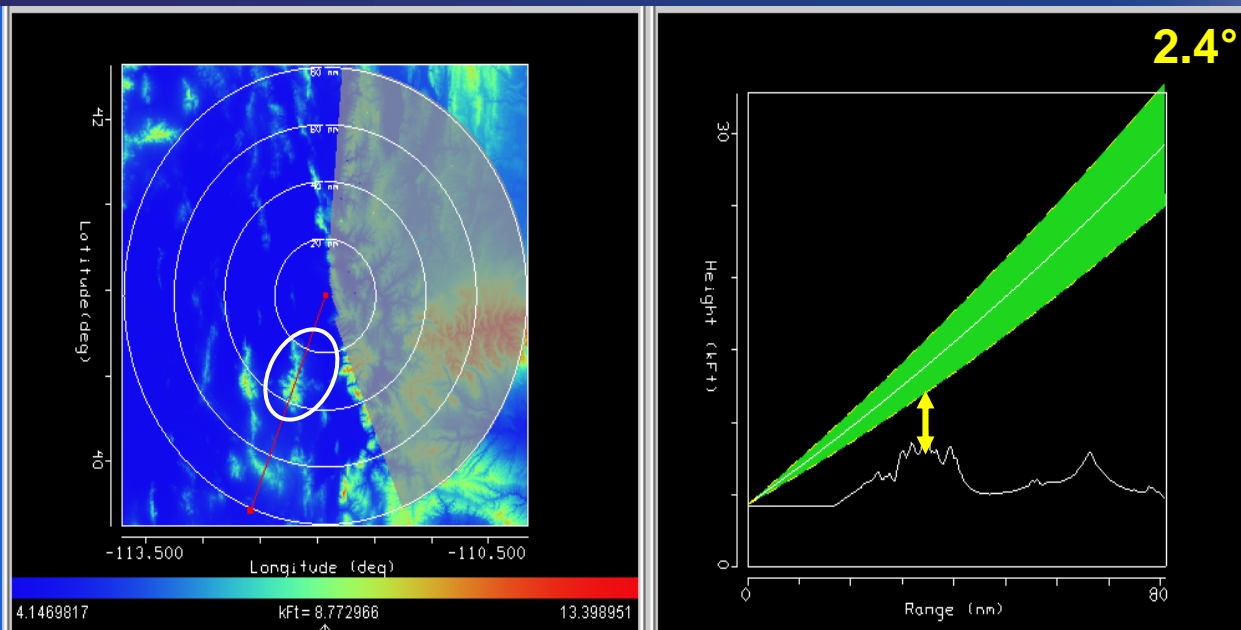 80 nm
60 nm
40 nm
20 nm
42
Latitude(deg)
40
-113.500
-110.500
Longitude (deg)
4.1469817
kFt= 8.772966
13.398951
2.4°
30
Height (kFt)
0
0
80
Range (nm)